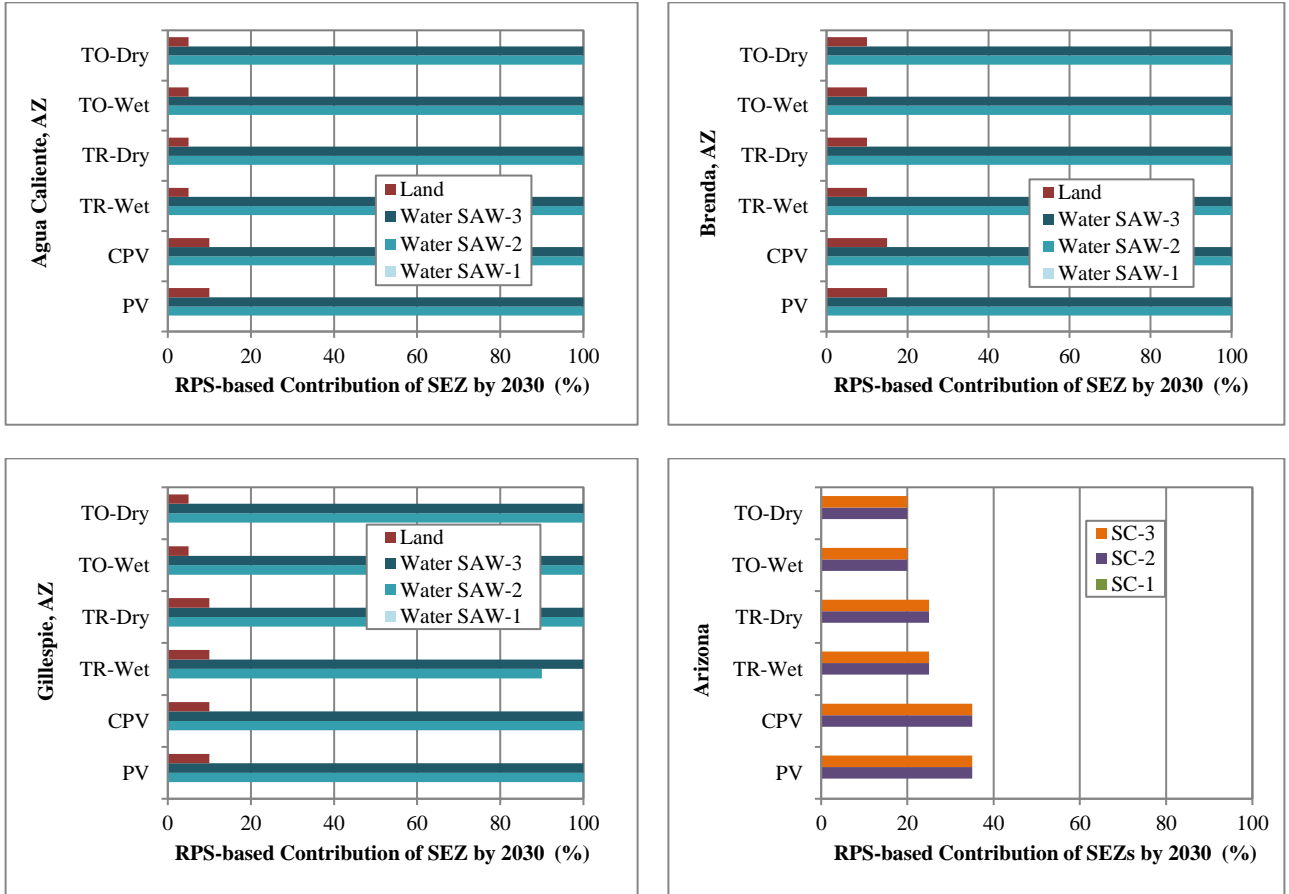 Agua Caliente, AZ
TO-Dry
TO-Wet
TR-Dry
TR-Wet
CPV
PV
Land
Water SAW-3
Water SAW-2
Water SAW-1
0 20 40 60 80 100
RPS-based Contribution of SEZ by 2030 (%)
Brenda, AZ
TO-Dry
TO-Wet
TR-Dry
TR-Wet
CPV
PV
Land
Water SAW-3
Water SAW-2
Water SAW-1
0 20 40 60 80 100
RPS-based Contribution of SEZ by 2030 (%)
Gillespie, AZ
TO-Dry
TO-Wet
TR-Dry
TR-Wet
CPV
PV
Land
Water SAW-3
Water SAW-2
Water SAW-1
0 20 40 60 80 100
RPS-based Contribution of SEZ by 2030 (%)
Arizona
TO-Dry
TO-Wet
TR-Dry
TR-Wet
CPV
PV
SC-3
SC-2
SC-1
0 20 40 60 80 100
RPS-based Contribution of SEZs by 2030 (%)